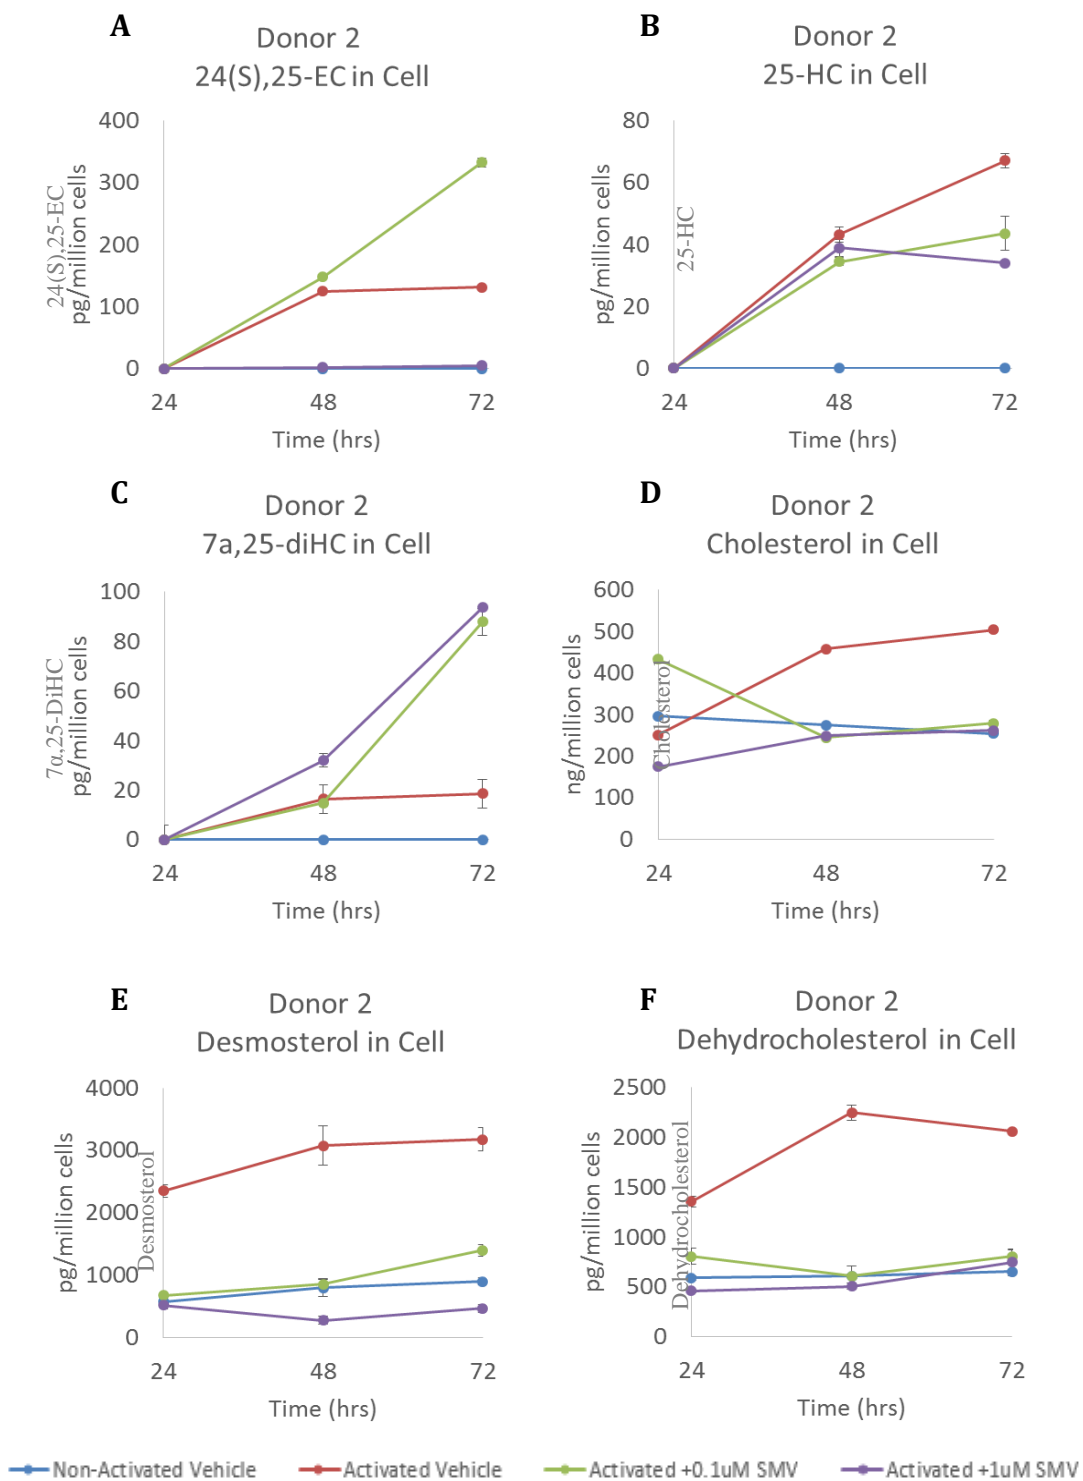 A
Donor 2
24(S),25-EC in Cell
400
300
200
100
0
24(S),25-EC
pg/million cells
24
48
72
Time (hrs)
B
Donor 2
25-HC in Cell
80
60
40
20
0
pg/million cells
25-HC
24
48
72
Time (hrs)
C
Donor 2
7a,25-diHC in Cell
100
80
60
40
20
0
7α,25-DiHC
pg/million cells
24
48
72
Time (hrs)
D
Donor 2
Cholesterol in Cell
600
500
400
300
200
100
0
ng/million cells
Cholesterol
24
48
72
Time (hrs)
E
Donor 2
Desmosterol in Cell
4000
3000
2000
1000
0
pg/million cells
Desmosterol
24
48
72
Time (hrs)
F
Donor 2
Dehydrocholesterol in Cell
2500
2000
1500
1000
500
0
pg/million cells
Dehydrocholesterol
24
48
72
Time (hrs)
Non-Activated Vehicle
Activated Vehicle
Activated +0.1uM SMV
Activated +1uM SMV